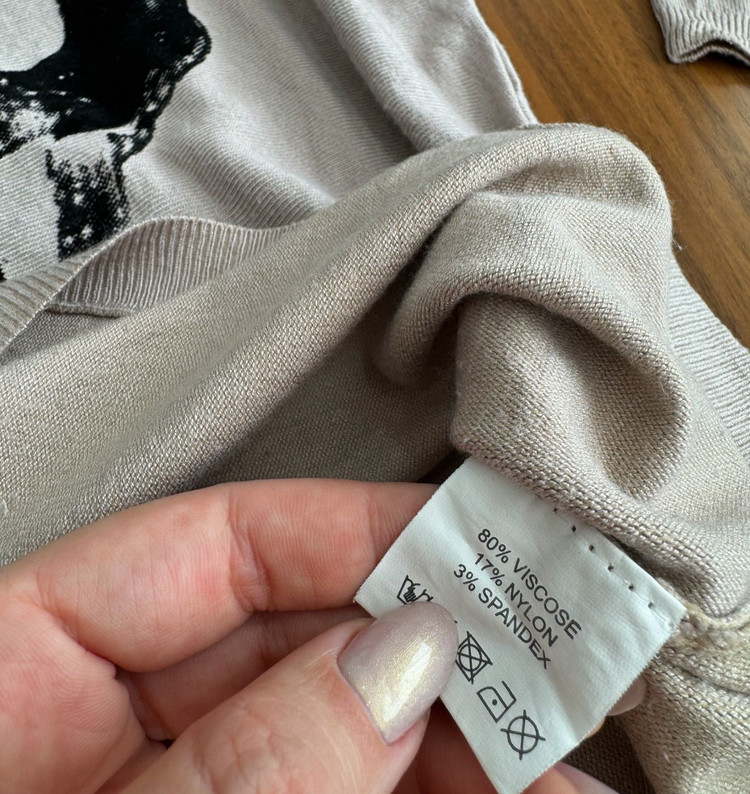 80% VISCOSE
17% NYLON
3% SPANDEX